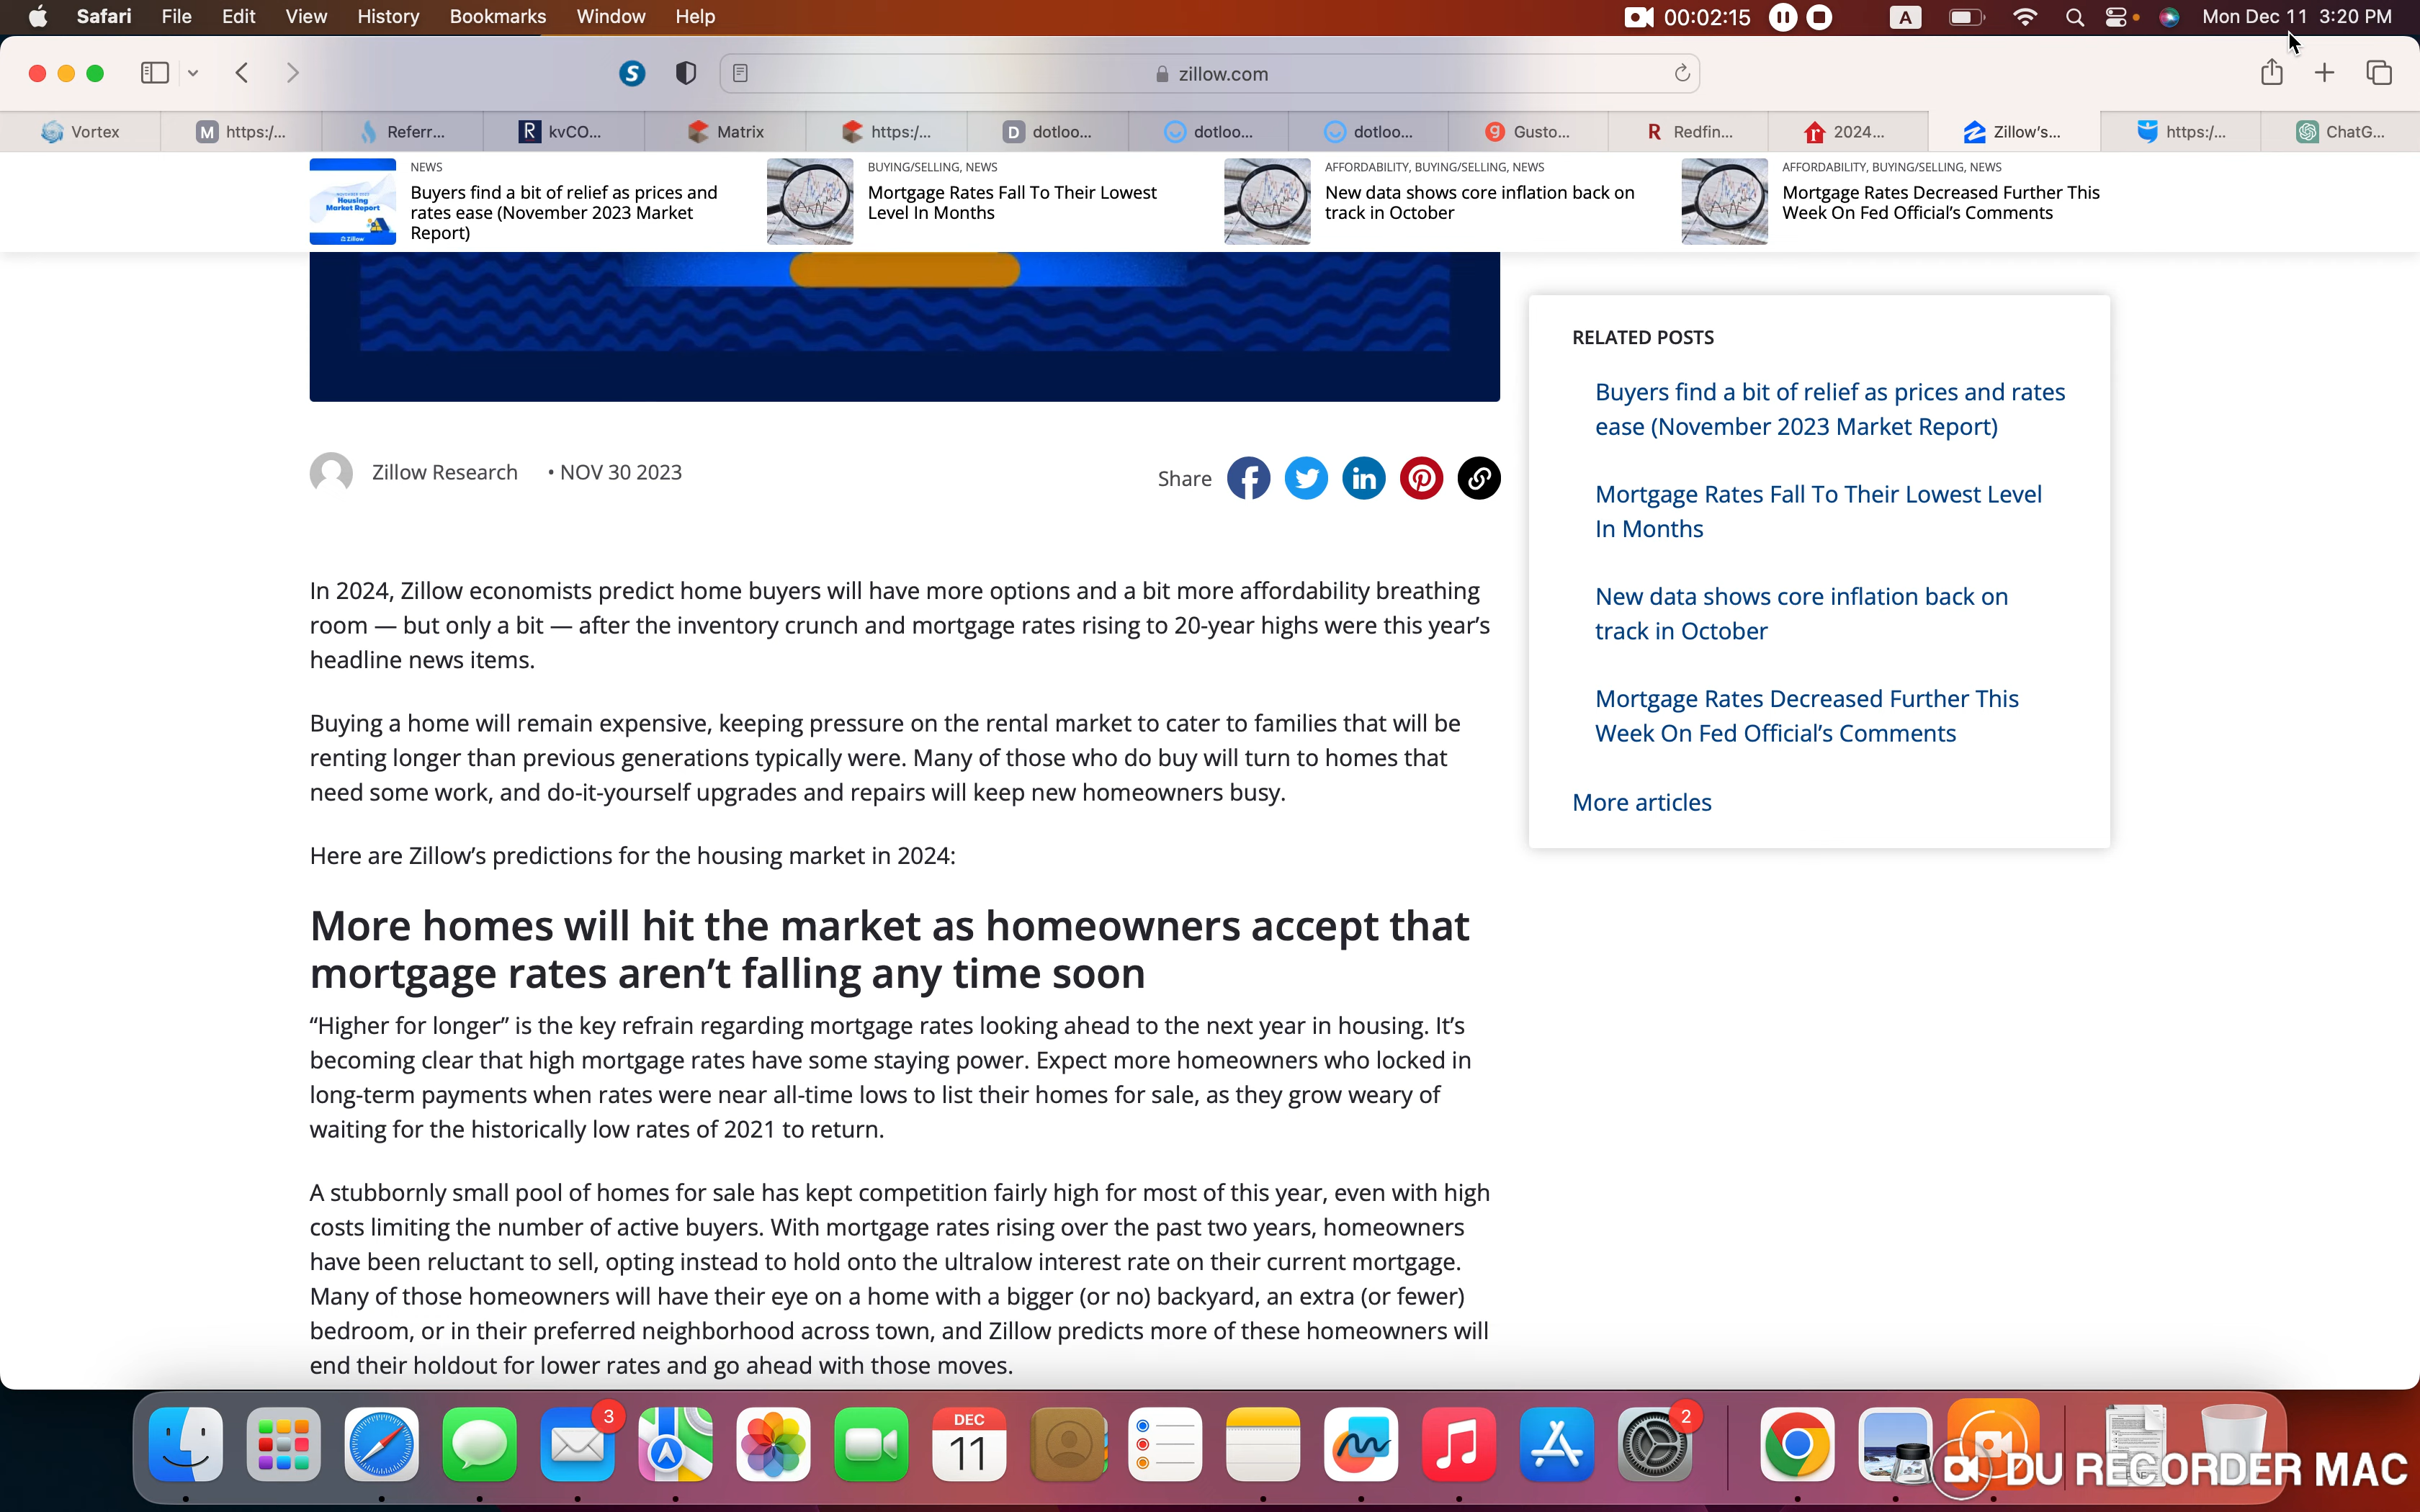 Safari File Edit View History Bookmarks Window Help 00:02:15 A Mon Dec 11 3:20 PM
S zillow.com
Vortex M https:/... Referr... R kvCO... Matrix https:/... D dotloo... dotloo... dotloo... g Gusto... R Redfin... r 2024... Zillow's... https:/... ChatG...
NEWS
Buyers find a bit of relief as prices and
rates ease (November 2023 Market
Report)
NOVEMBER 2023
Housing
Market Report
Zillow
BUYING/SELLING, NEWS
Mortgage Rates Fall To Their Lowest
Level In Months
AFFORDABILITY, BUYING/SELLING, NEWS
New data shows core inflation back on
track in October
AFFORDABILITY, BUYING/SELLING, NEWS
Mortgage Rates Decreased Further This
Week On Fed Official’s Comments
Zillow Research • NOV 30 2023
Share
In 2024, Zillow economists predict home buyers will have more options and a bit more affordability breathing
room — but only a bit — after the inventory crunch and mortgage rates rising to 20-year highs were this year’s
headline news items.
Buying a home will remain expensive, keeping pressure on the rental market to cater to families that will be
renting longer than previous generations typically were. Many of those who do buy will turn to homes that
need some work, and do-it-yourself upgrades and repairs will keep new homeowners busy.
Here are Zillow’s predictions for the housing market in 2024:
More homes will hit the market as homeowners accept that
mortgage rates aren’t falling any time soon
“Higher for longer” is the key refrain regarding mortgage rates looking ahead to the next year in housing. It’s
becoming clear that high mortgage rates have some staying power. Expect more homeowners who locked in
long-term payments when rates were near all-time lows to list their homes for sale, as they grow weary of
waiting for the historically low rates of 2021 to return.
A stubbornly small pool of homes for sale has kept competition fairly high for most of this year, even with high
costs limiting the number of active buyers. With mortgage rates rising over the past two years, homeowners
have been reluctant to sell, opting instead to hold onto the ultralow interest rate on their current mortgage.
Many of those homeowners will have their eye on a home with a bigger (or no) backyard, an extra (or fewer)
bedroom, or in their preferred neighborhood across town, and Zillow predicts more of these homeowners will
end their holdout for lower rates and go ahead with those moves.
RELATED POSTS
Buyers find a bit of relief as prices and rates
ease (November 2023 Market Report)
Mortgage Rates Fall To Their Lowest Level
In Months
New data shows core inflation back on
track in October
Mortgage Rates Decreased Further This
Week On Fed Official’s Comments
More articles
3
DEC
11
2
DU RECORDER MAC